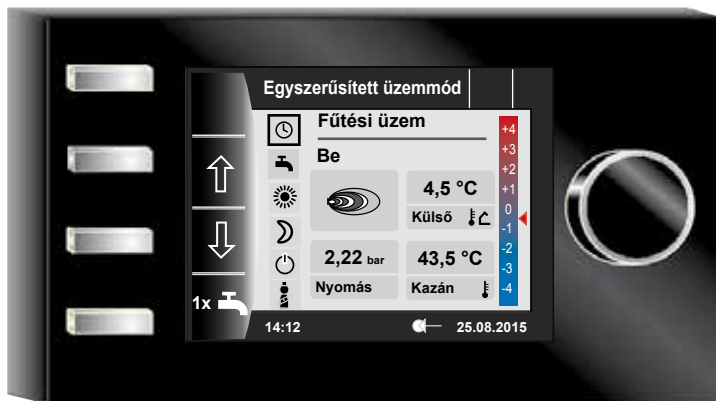 Egyszerűsített üzemmód
Fűtési üzem
Be
4,5 °C
Külső
2,22 bar
Nyomás
43,5 °C
Kazán
+4
+3
+2
+1
0
-1
-2
-3
-4
1x
14:12
25.08.2015